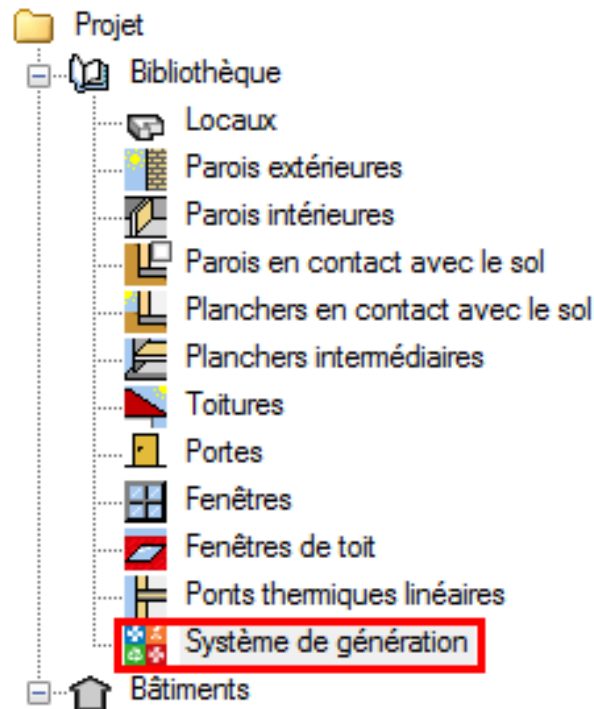 Projet
Bibliothèque
Locaux
Parois extérieures
Parois intérieures
Parois en contact avec le sol
Planchers en contact avec le sol
Planchers intermédiaires
Toitures
Portes
Fenêtres
Fenêtres de toit
Ponts thermiques linéaires
Système de génération
Bâtiments